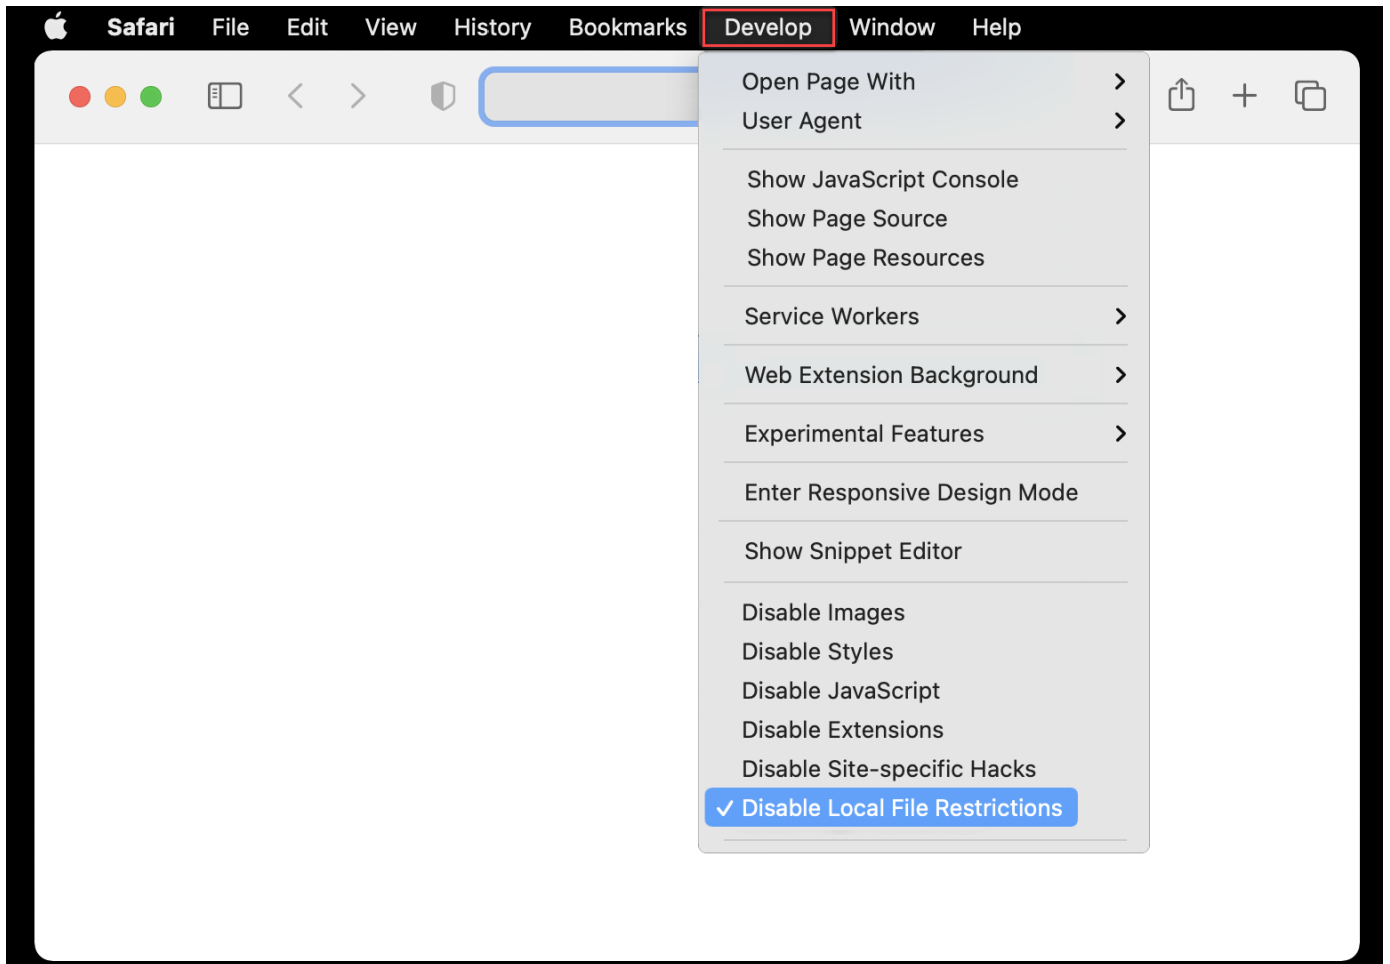 Safari File Edit View History Bookmarks Develop Window Help
Open Page With
User Agent
Show JavaScript Console
Show Page Source
Show Page Resources
Service Workers
Web Extension Background
Experimental Features
Enter Responsive Design Mode
Show Snippet Editor
Disable Images
Disable Styles
Disable JavaScript
Disable Extensions
Disable Site-specific Hacks
✓ Disable Local File Restrictions